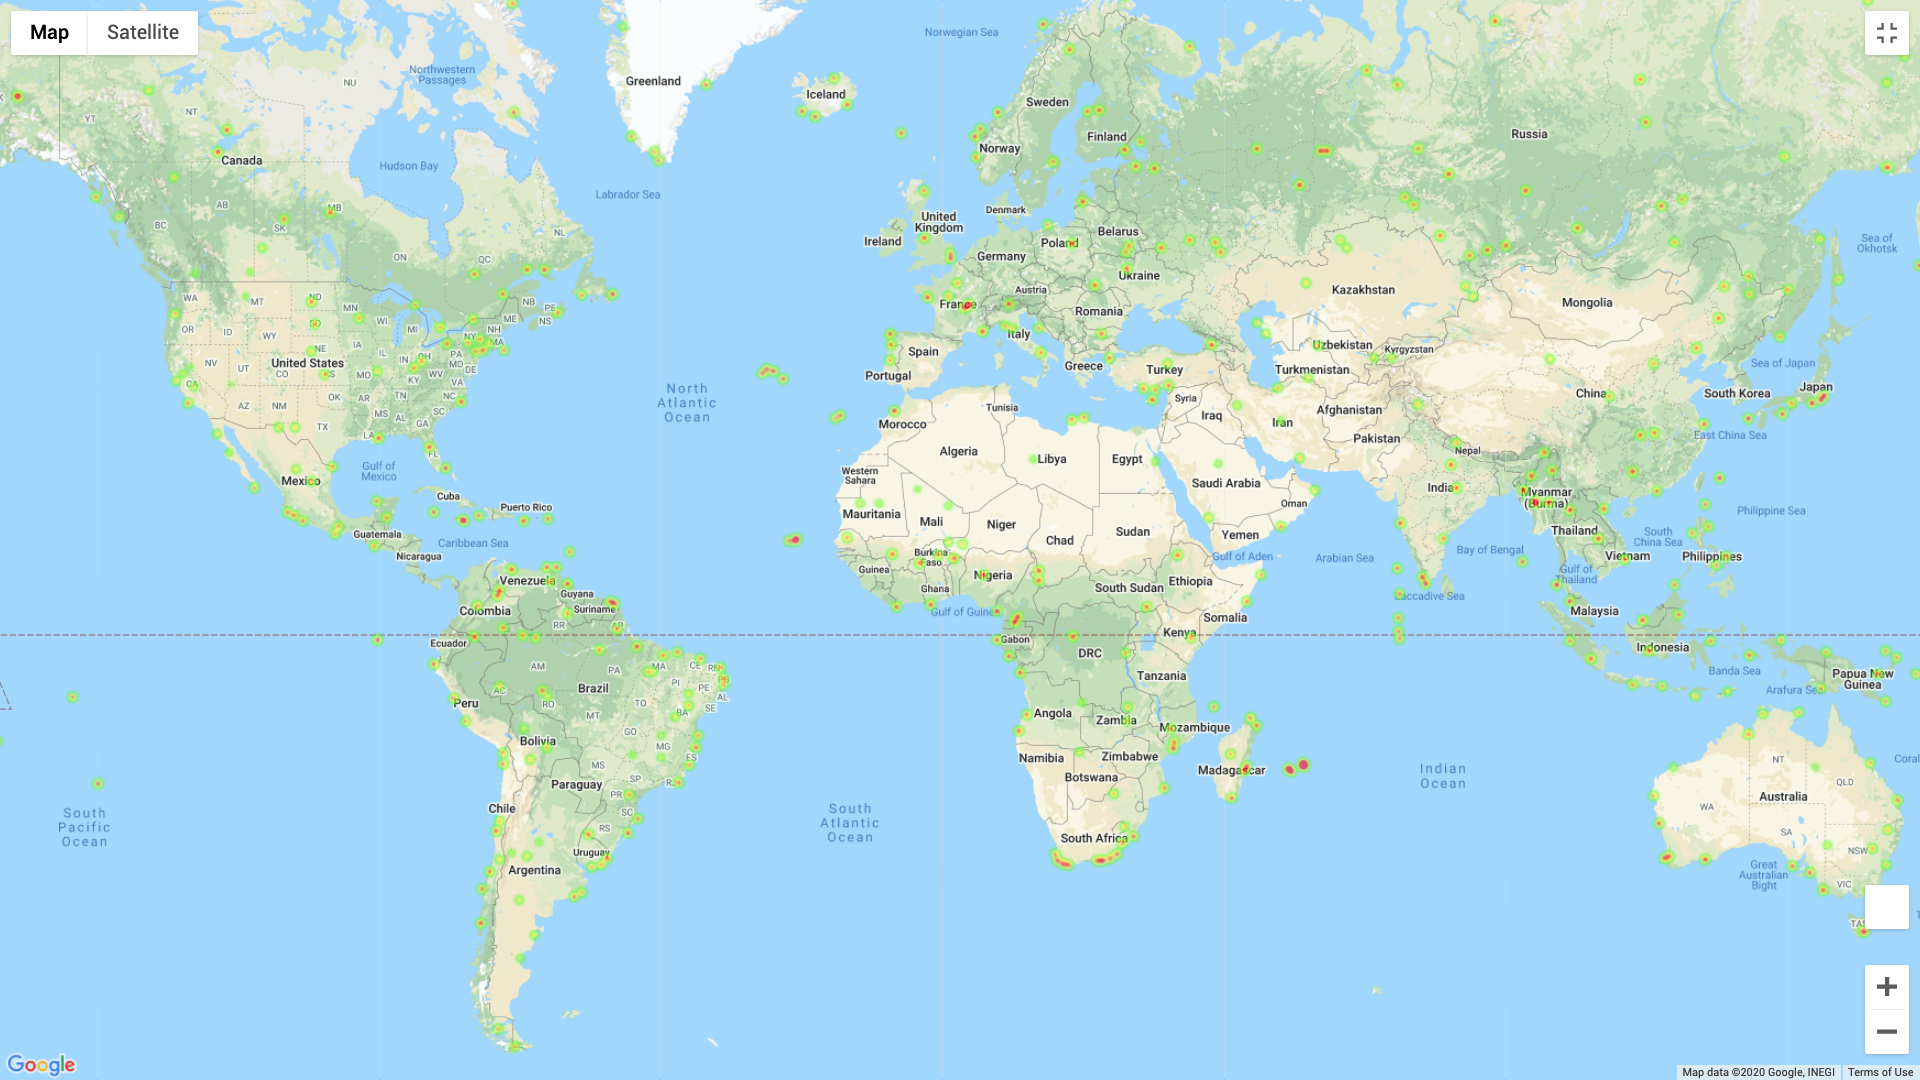 Map
Satellite
Greenland
Iceland
Norwegian Sea
Sweden
Finland
Norway
Russia
Northwestern
Passages
NU
NT
YT
Canada
Hudson Bay
Labrador Sea
AB
BC
SK
MB
ON
QC
NL
NB
PE
NS
ME
United
Kingdom
Ireland
Denmark
Belarus
Poland
Germany
Ukraine
Austria
France
Romania
Italy
Spain
Portugal
Greece
Turkey
Kazakhstan
Mongolia
Sea of
Okhotsk
Uzbekistan
Kyrgyzstan
Turkmenistan
Sea of Japan
Japan
South Korea
China
East China Sea
Afghanistan
Pakistan
Iran
Iraq
Syria
Nepal
India
Myanmar
(Burma)
Thailand
Vietnam
South
China Sea
Philippines
Philippine Sea
Gulf of
Thailand
Malaysia
Indonesia
Banda Sea
Arafura Sea
Papua New
Guinea
Bay of Bengal
Laccadive Sea
Arabian Sea
WA
MT
ND
MN
OR
ID
WY
SD
WI
MI
NY
NH
MA
NV
UT
CO
NE
IA
IL
IN
OH
PA
DE
CA
AZ
NM
KS
OK
MO
AR
KY
WV
VA
TN
NC
SC
MS
AL
GA
TX
LA
FL
MD
United States
North
Atlantic
Ocean
Gulf of
Mexico
Mexico
Cuba
Puerto Rico
Guatemala
Nicaragua
Caribbean Sea
Venezuela
Guyana
Suriname
Colombia
Ecuador
RR
AP
AM
PA
MA
CE
RN
PB
PE
PI
AL
SE
AC
RO
TO
BA
MT
GO
MG
ES
MS
SP
RJ
PR
SC
RS
Brazil
Peru
Bolivia
Paraguay
Chile
Uruguay
Argentina
South
Pacific
Ocean
South
Atlantic
Ocean
Indian
Ocean
Morocco
Tunisia
Algeria
Libya
Egypt
Western
Sahara
Mauritania
Mali
Niger
Chad
Sudan
Saudi Arabia
Oman
Yemen
Gulf of Aden
Burkina
Faso
Guinea
Ghana
Nigeria
South Sudan
Ethiopia
Somalia
Gulf of Guinea
Gabon
DRC
Kenya
Tanzania
Angola
Zambia
Mozambique
Namibia
Zimbabwe
Botswana
Madagascar
South Africa
Australia
NT
QLD
WA
SA
NSW
VIC
TAS
Great
Australian
Bight
Coral
Google
Map data ©2020 Google, INEGI
Terms of Use